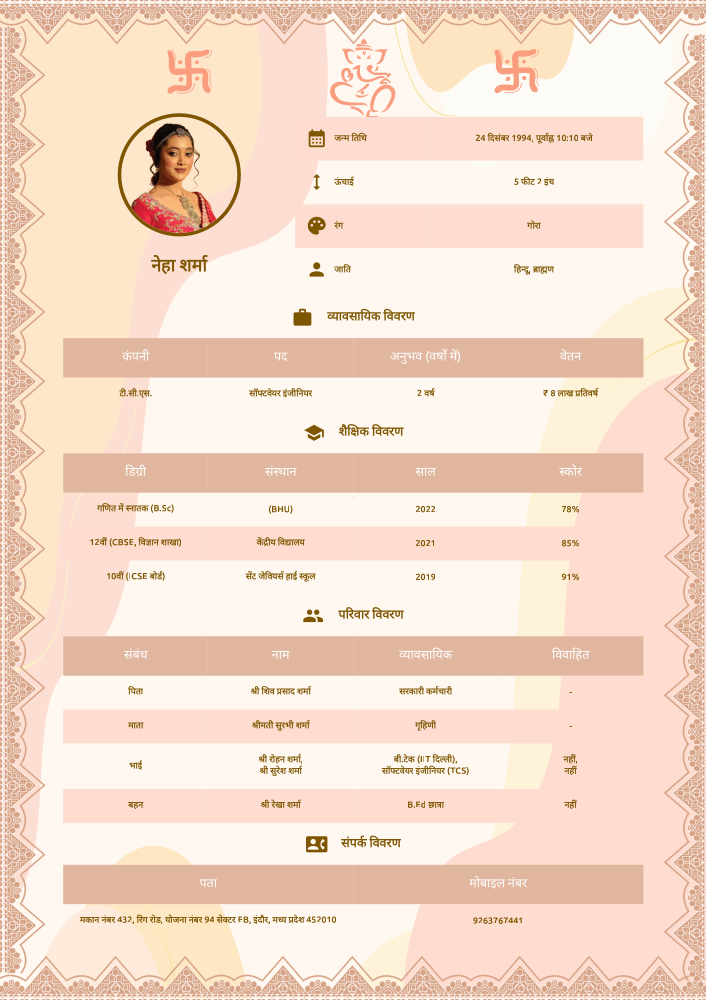 जन्म तिथि 24 दिसंबर 1994, पूर्वाह्न 10:10 बजे
ऊंचाई 5 फीट 2 इंच
रंग गोरा
नेहा शर्मा
जाति हिन्दू, ब्राह्मण
व्यावसायिक विवरण
कंपनी पद अनुभव (वर्षों में) वेतन
टी.सी.एस. सॉफ्टवेयर इंजीनियर 2 वर्ष ₹ 8 लाख प्रतिवर्ष
शैक्षिक विवरण
डिग्री संस्थान साल स्कोर
गणित में स्नातक (B.Sc) (BHU) 2022 78%
12वीं (CBSE, विज्ञान शाखा) केंद्रीय विद्यालय 2021 85%
10वीं (ICSE बोर्ड) सेंट जेवियर्स हाई स्कूल 2019 91%
परिवार विवरण
संबंध नाम व्यावसायिक विवाहित
पिता श्री शिव प्रसाद शर्मा सरकारी कर्मचारी -
माता श्रीमती सुरभी शर्मा गृहिणी -
भाई श्री रोहन शर्मा, बी.टेक (IIT दिल्ली), नहीं,
श्री सुरेश शर्मा सॉफ्टवेयर इंजीनियर (TCS) नहीं
बहन श्री रेखा शर्मा B.Ed छात्रा नहीं
संपर्क विवरण
पता मोबाइल नंबर
मकान नंबर 432, रिंग रोड, योजना नंबर 94 सेक्टर EB, इंदौर, मध्य प्रदेश 452010 9263767441